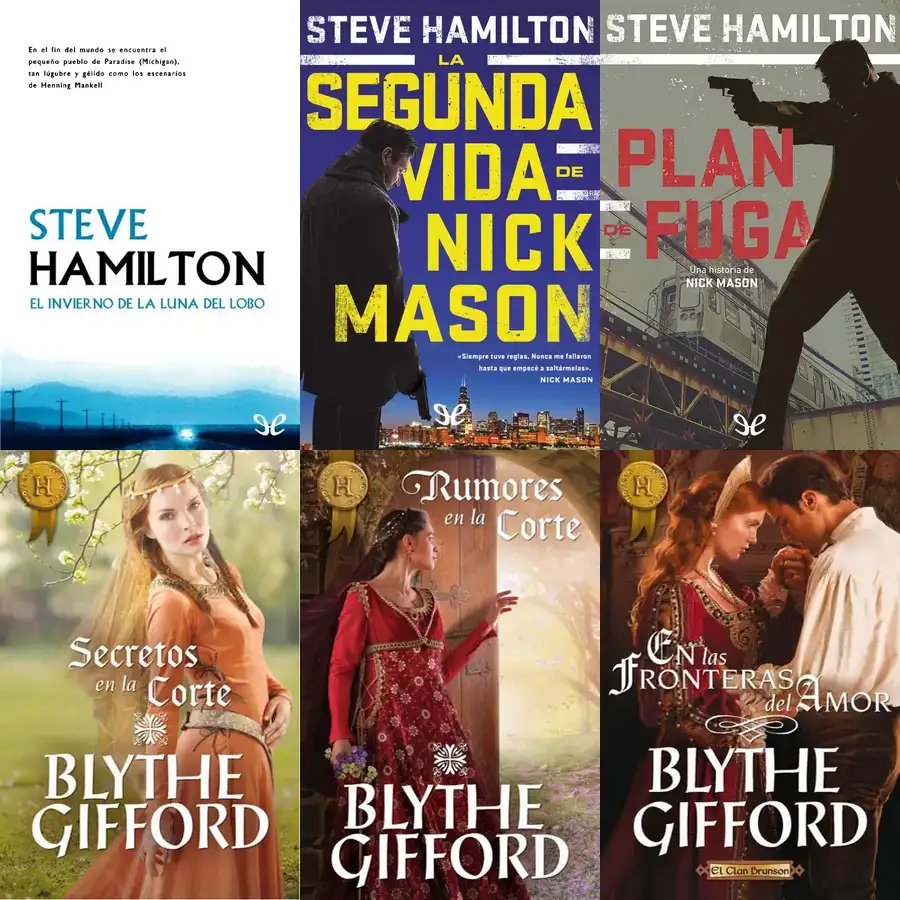 En el fin del mundo se encuentra el
pequeño pueblo de Paradise (Michigan),
tan lúgubre y gélido como los escenarios
de Henning Mankell
STEVE
HAMILTON
EL INVIERNO DE LA LUNA DEL LOBO
STEVE HAMILTON
LA
SEGUNDA
VIDA DE
NICK
MASON
«Siempre tuve reglas. Nunca me fallaron
hasta que empecé a saltármelas».
NICK MASON
STEVE HAMILTON
PLAN
DE FUGA
Una historia de
NICK MASON
H
Secretos
en la Corte
BLYTHE
GIFFORD
H
Rumores
en la Corte
BLYTHE
GIFFORD
H
En las
Fronteras
del Amor
BLYTHE
GIFFORD
El Clan Brunson